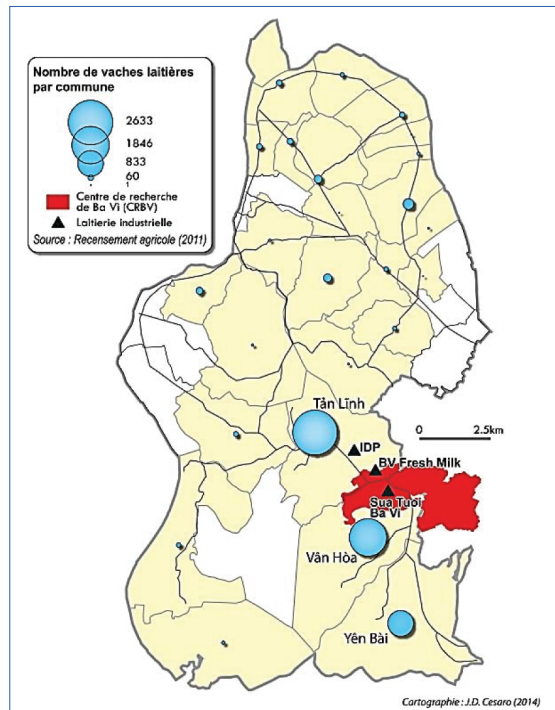 Nombre de vaches laitières
par commune
2633
1846
833
60
1
Centre de recherche
de Ba Vi (CRBV)
Laitierie industrielle
Source : Recensement agricole (2011)
Tản Lĩnh
0 2.5km
IDP
BV Fresh Milk
Sua Tuoi
Ba Vi
Vân Hòa
Yên Bài
Cartographie : J.D. Cesaro (2014)